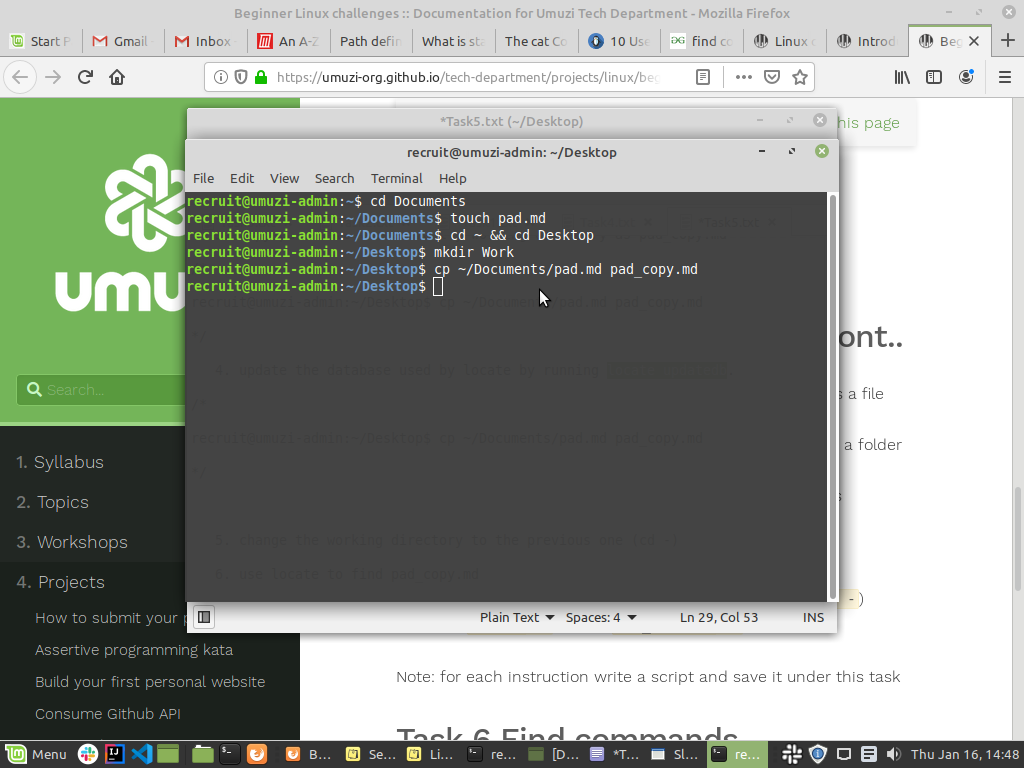 Beginner Linux challenges :: Documentation for Umuzi Tech Department - Mozilla Firefox
Start P
Gmail
Inbox
An A-Z
Path defin
What is sta
The cat Co
10 Use
find co
Linux c
Introd
Beg
https://umuzi-org.github.io/tech-department/projects/linux/beg
this page
*Task5.txt (~/Desktop)
recruit@umuzi-admin: ~/Desktop
File Edit View Search Terminal Help
recruit@umuzi-admin:~$ cd Documents
recruit@umuzi-admin:~/Documents$ touch pad.md
recruit@umuzi-admin:~/Documents$ cd ~ && cd Desktop
recruit@umuzi-admin:~/Desktop$ mkdir Work
recruit@umuzi-admin:~/Desktop$ cp ~/Documents/pad.md pad_copy.md
recruit@umuzi-admin:~/Desktop$
recruit@umuzi-admin ~/Desktop$ cp ~/Documents/pad.md pad copy.md
4. update the database used by locate by running
recruit@umuzi-admin ~/Desktop$ cp ~/Documents/pad.md pad copy.md
5. change the working directory to the previous one (cd -)
6. use locate to find pad copy.md
umu
Search...
1. Syllabus
2. Topics
3. Workshops
4. Projects
How to submit your p
Assertive programming kata
Build your first personal website
Consume Github API
ont..
s a file
a folder
s
- )
Plain Text
Spaces: 4
Ln 29, Col 53
INS
Note: for each instruction write a script and save it under this task
Task 6 Find commands
Menu
B...
Se...
Li...
re...
[D...
*T...
Sl...
re...
Thu Jan 16, 14:48